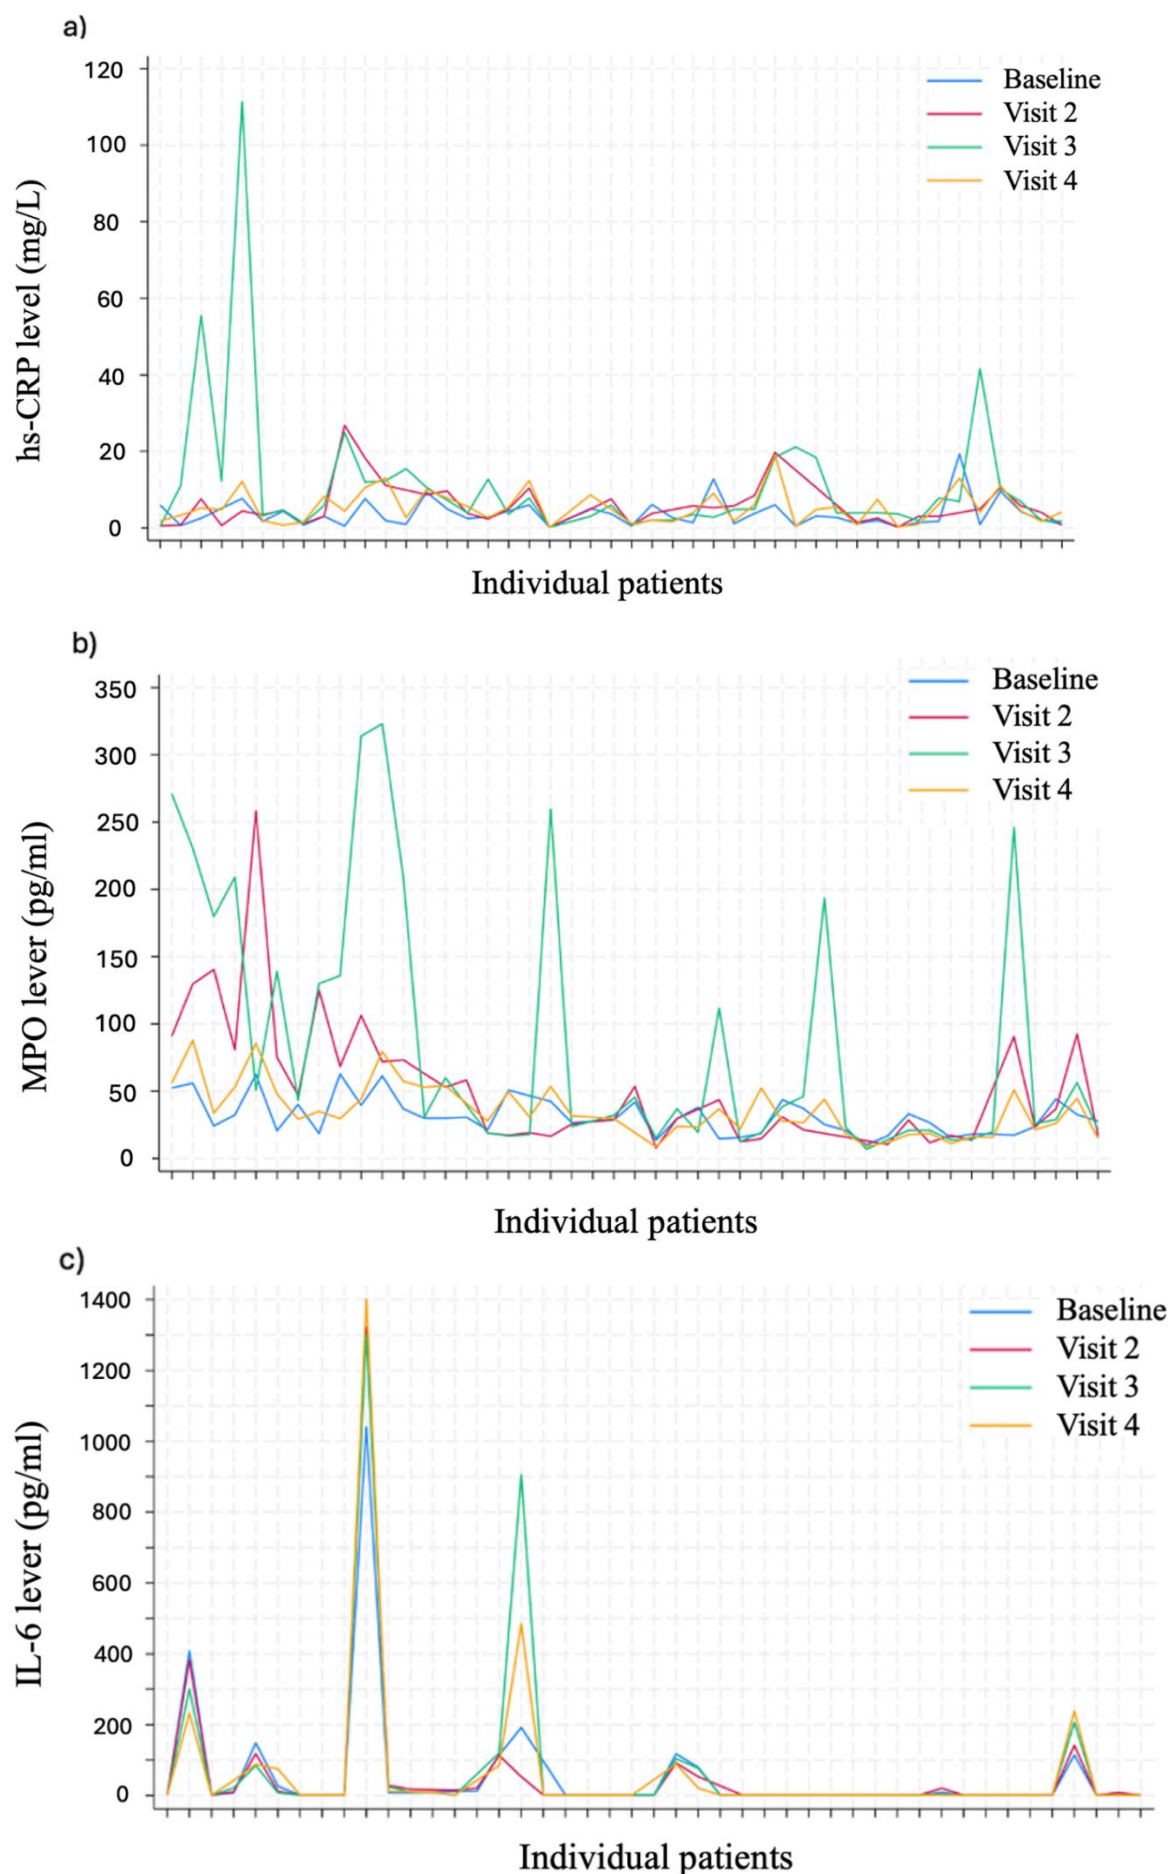 a)
hs-CRP level (mg/L)
120
100
80
60
40
20
0
Baseline
Visit 2
Visit 3
Visit 4
Individual patients
b)
MPO lever (pg/ml)
350
300
250
200
150
100
50
0
Baseline
Visit 2
Visit 3
Visit 4
Individual patients
c)
IL-6 lever (pg/ml)
1400
1200
1000
800
600
400
200
0
Baseline
Visit 2
Visit 3
Visit 4
Individual patients